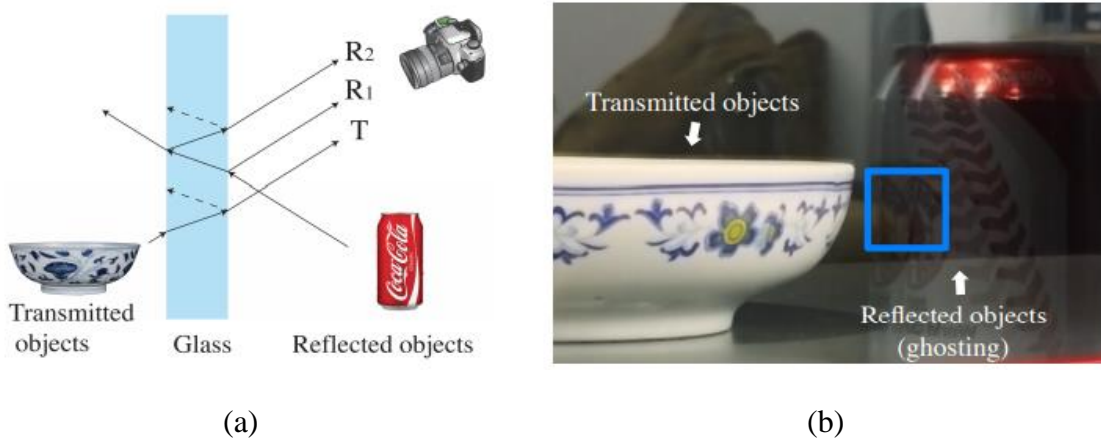 R2
R1
T
Coca-Cola
Transmitted
objects
Glass
Reflected objects
(a)
Transmitted objects
Reflected objects
(ghosting)
(b)